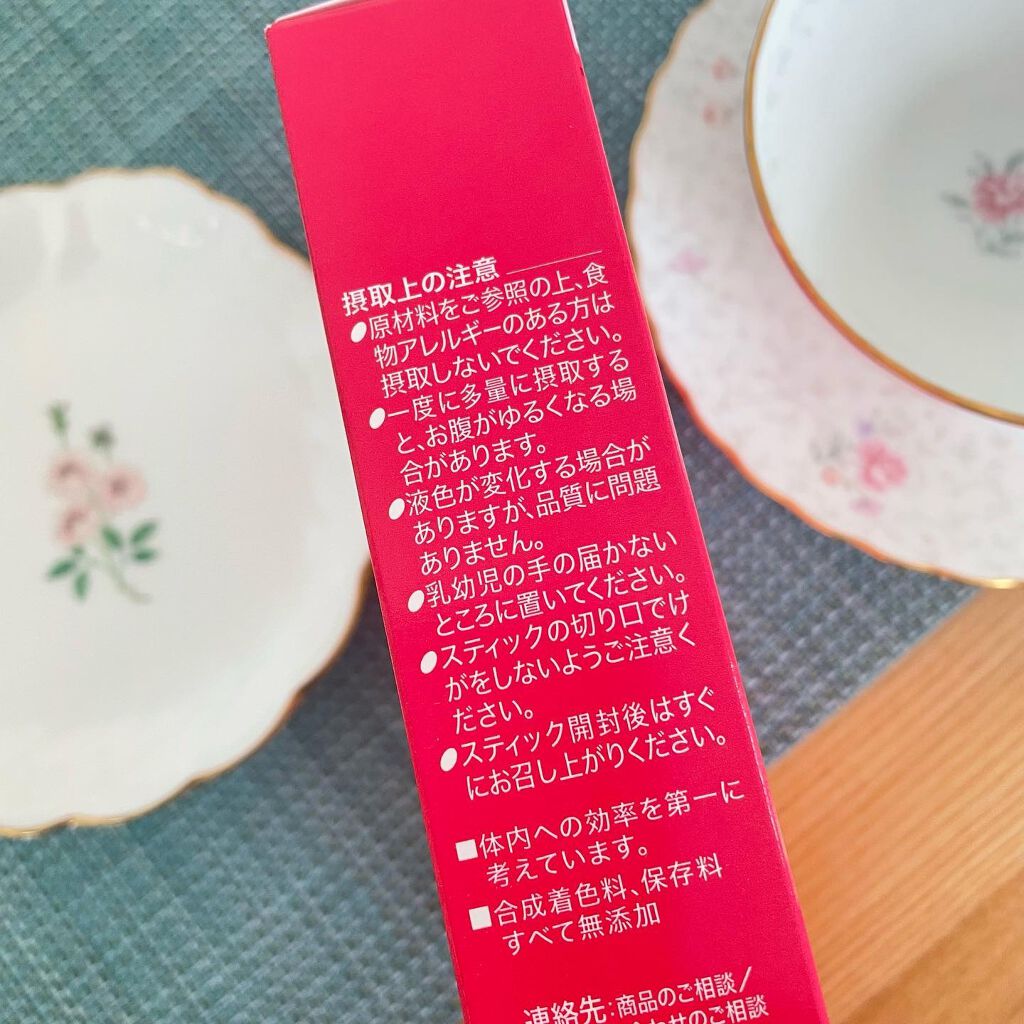 摂取上の注意
●原材料をご参照の上、食
物アレルギーのある方は
摂取しないでください。
●一度に多量に摂取する
と、お腹がゆるくなる場
合があります。
●液色が変化する場合が
ありますが、品質に問題
ありません。
●乳幼児の手の届かない
ところに置いてください。
●スティックの切り口でけ
がをしないようご注意く
ださい。
●スティック開封後はすぐ
にお召し上がりください。
■体内への効率を第一に
考えています。
■合成着色料、保存料
すべて無添加
連絡先:商品のご相談/
わせのご相談